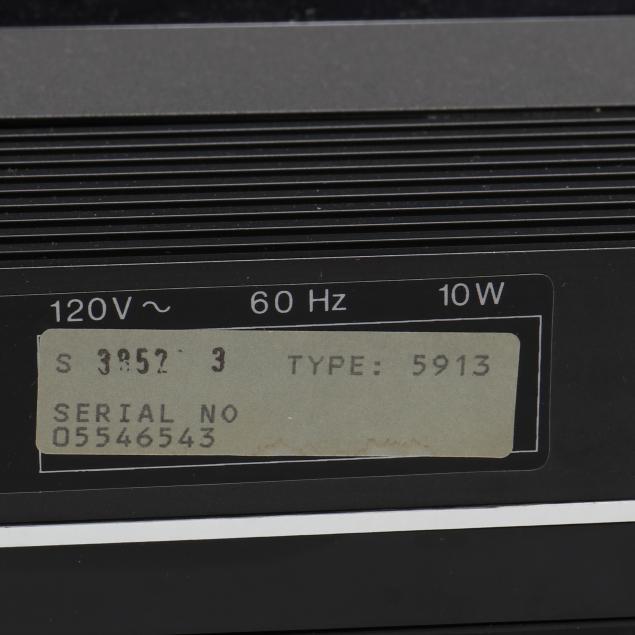 120V ~ 60 Hz 10W
S 3852 3 TYPE: 5913
SERIAL NO
05546543